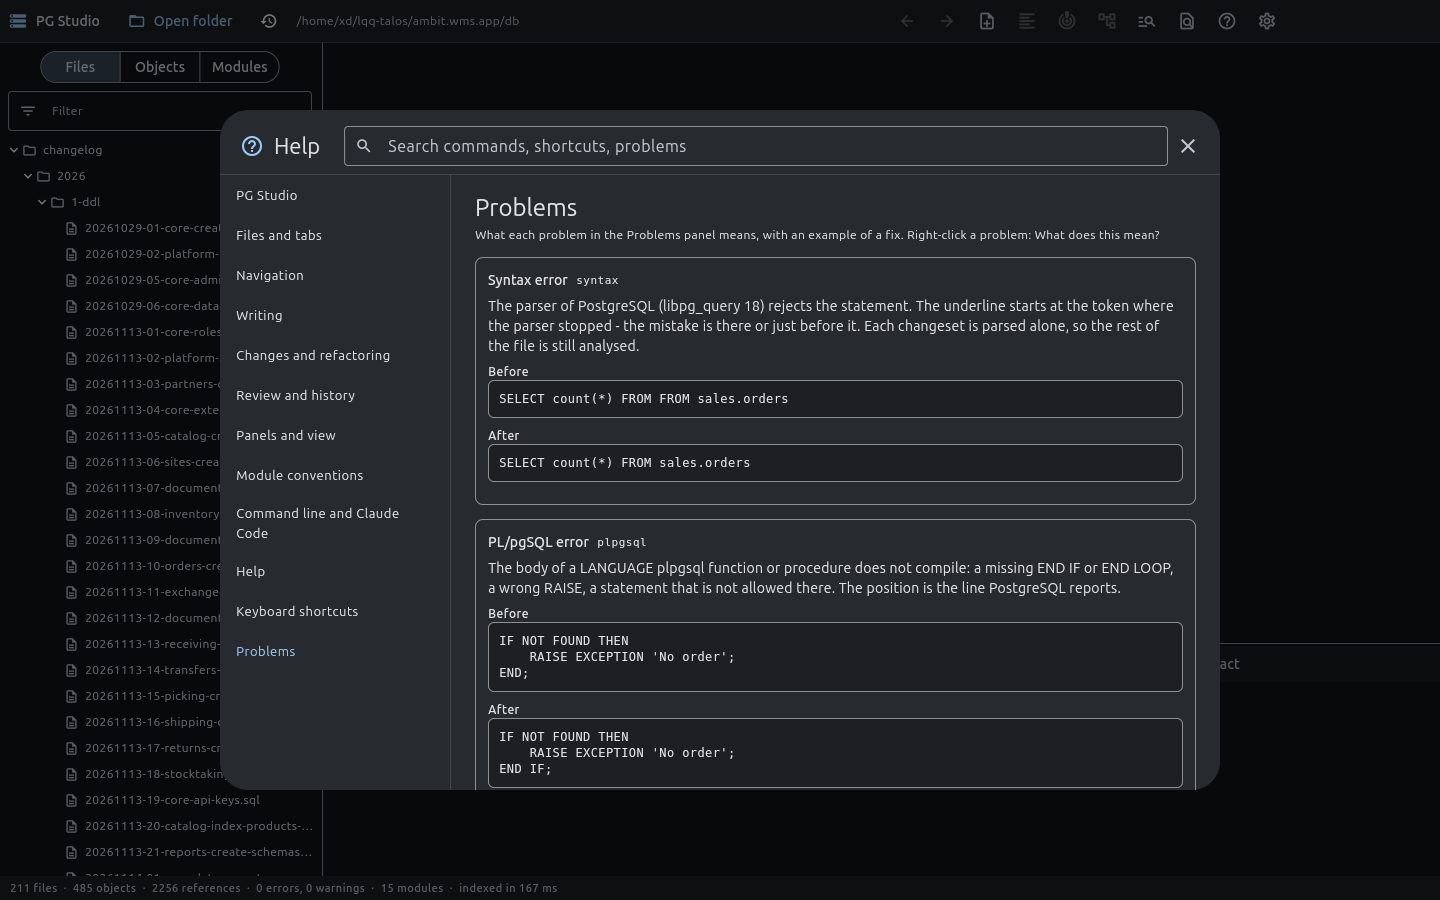 PG Studio
Open folder
/home/xd/lqq-talos/ambit.wms.app/db
Files
Objects
Modules
Filter
changelog
2026
1-ddl
20261029-01-core-creat
20261029-02-platform-
20261029-05-core-admi
20261029-06-core-data
20261113-01-core-roles
20261113-02-platform-
20261113-03-partners-c
20261113-04-core-exte
20261113-05-catalog-cr
20261113-06-sites-crea
20261113-07-document
20261113-08-inventory
20261113-09-document
20261113-10-orders-cre
20261113-11-exchange
20261113-12-document
20261113-13-receiving-
20261113-14-transfers-
20261113-15-picking-cr
20261113-16-shipping-c
20261113-17-returns-cr
20261113-18-stocktakin
20261113-19-core-api-keys.sql
20261113-20-catalog-index-products-...
20261113-21-reports-create-schemas...
Help
Search commands, shortcuts, problems
PG Studio
Files and tabs
Navigation
Writing
Changes and refactoring
Review and history
Panels and view
Module conventions
Command line and Claude
Code
Help
Keyboard shortcuts
Problems
Problems
What each problem in the Problems panel means, with an example of a fix. Right-click a problem: What does this mean?
Syntax error syntax
The parser of PostgreSQL (libpg_query 18) rejects the statement. The underline starts at the token where
the parser stopped - the mistake is there or just before it. Each changeset is parsed alone, so the rest of
the file is still analysed.
Before
SELECT count(*) FROM FROM sales.orders
After
SELECT count(*) FROM sales.orders
PL/pgSQL error plpgsql
The body of a LANGUAGE plpgsql function or procedure does not compile: a missing END IF or END LOOP,
a wrong RAISE, a statement that is not allowed there. The position is the line PostgreSQL reports.
Before
IF NOT FOUND THEN
    RAISE EXCEPTION 'No order';
END;
After
IF NOT FOUND THEN
    RAISE EXCEPTION 'No order';
END IF;
act
211 files · 485 objects · 2256 references · 0 errors, 0 warnings · 15 modules · indexed in 167 ms